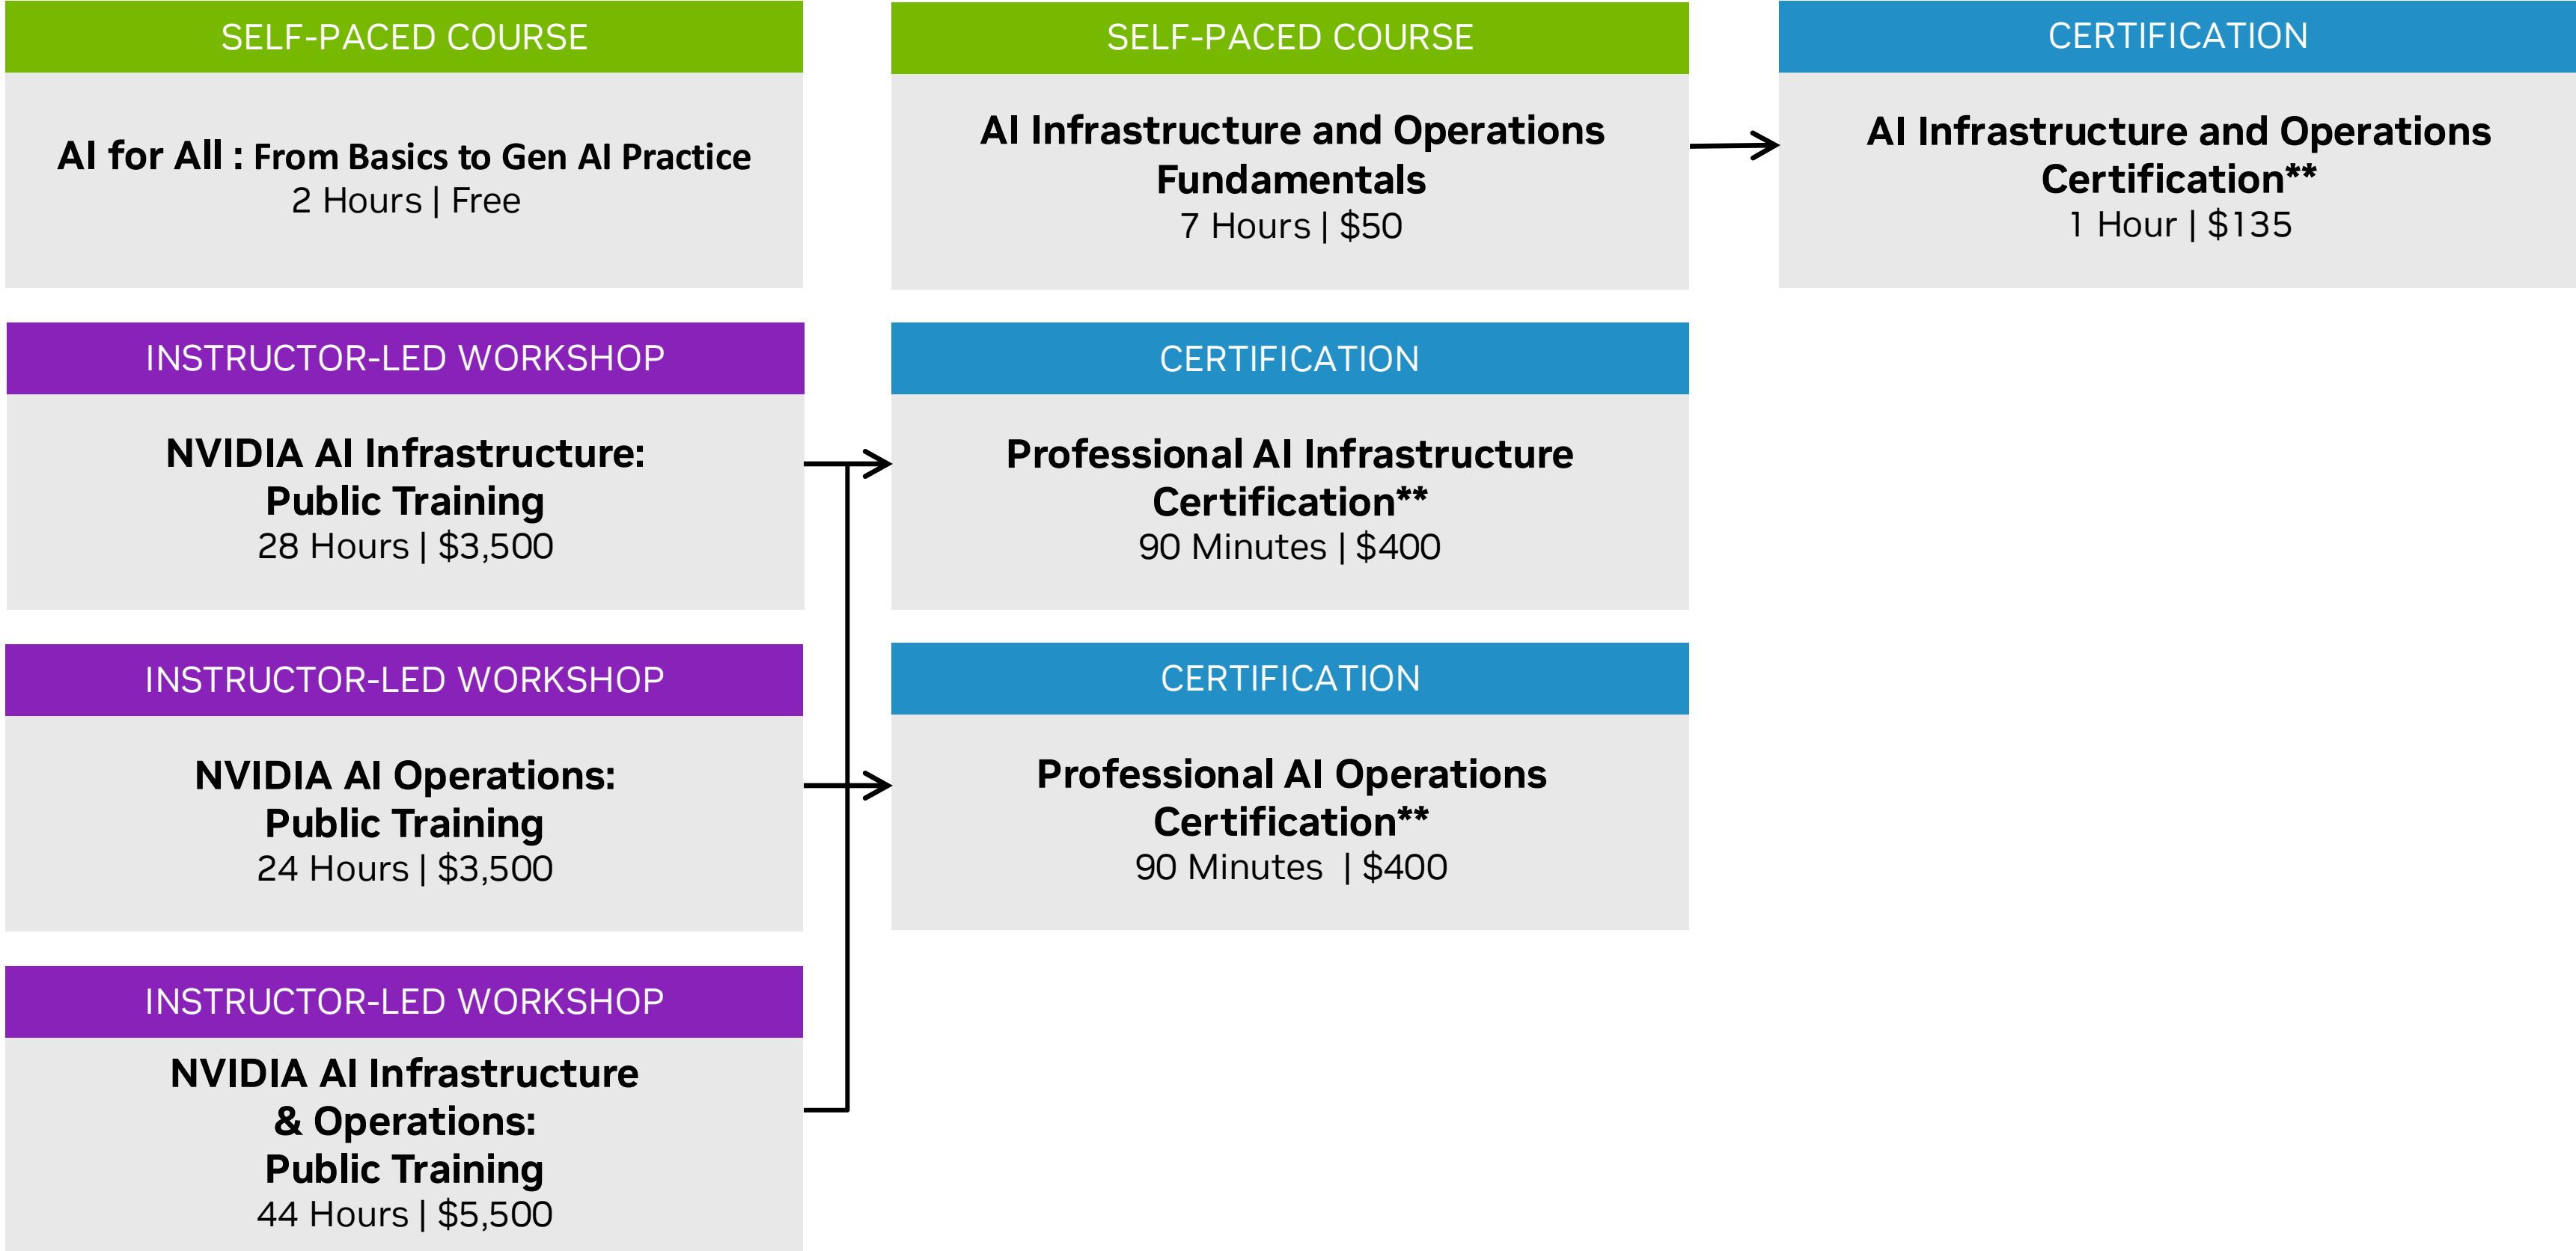 SELF-PACED COURSE
AI for All : From Basics to Gen AI Practice
2 Hours | Free
SELF-PACED COURSE
AI Infrastructure and Operations
Fundamentals
7 Hours | $50
CERTIFICATION
AI Infrastructure and Operations
Certification**
1 Hour | $135
INSTRUCTOR-LED WORKSHOP
NVIDIA AI Infrastructure:
Public Training
28 Hours | $3,500
CERTIFICATION
Professional AI Infrastructure
Certification**
90 Minutes | $400
INSTRUCTOR-LED WORKSHOP
NVIDIA AI Operations:
Public Training
24 Hours | $3,500
CERTIFICATION
Professional AI Operations
Certification**
90 Minutes | $400
INSTRUCTOR-LED WORKSHOP
NVIDIA AI Infrastructure
& Operations:
Public Training
44 Hours | $5,500